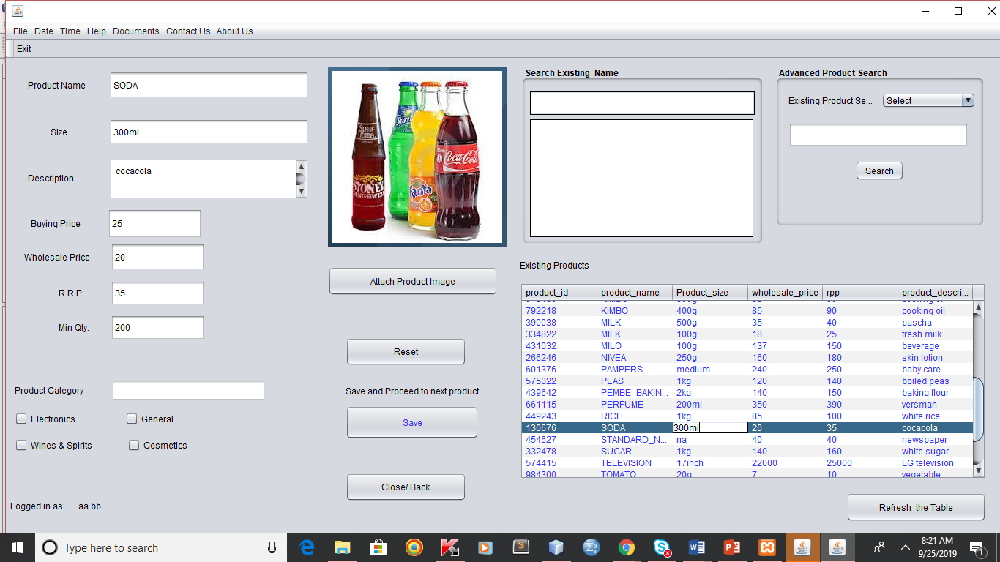 File Date Time Help Documents Contact Us About Us
Exit
Product Name SODA
Size 300ml
Description cocacola
Buying Price 25
Wholesale Price 20
R.R.P. 35
Min Qty. 200
Product Category
Electronics General
Wines & Spirits Cosmetics
Logged in as: aa bb
Spar-letta
STONEY
TANGAWIZI
Sprite
Fanta
Coca-Cola
Attach Product Image
Reset
Save and Proceed to next product
Save
Close/ Back
Search Existing Name
Advanced Product Search
Existing Product Se... Select
Search
Existing Products
product_id product_name Product_size wholesale_price rpp product_descri...
KIMBO cooking oil
792218 KIMBO 400g 85 90 cooking oil
390038 MILK 500g 35 40 pascha
334822 MILK 100g 18 25 fresh milk
431032 MILO 100g 137 150 beverage
266246 NIVEA 250g 160 180 skin lotion
601376 PAMPERS medium 240 250 baby care
575022 PEAS 1kg 120 140 boiled peas
439642 PEMBE_BAKIN... 2kg 140 150 baking flour
661115 PERFUME 200ml 350 390 versman
449243 RICE 1kg 85 100 white rice
130676 SODA 300ml 20 35 cocacola
454627 STANDARD_N... na 40 40 newspaper
332478 SUGAR 1kg 140 160 white sugar
574415 TELEVISION 17inch 22000 25000 LG television
984300 TOMATO 20g 7 10 vegetable
Refresh the Table
Type here to search
8:21 AM
9/25/2019
1